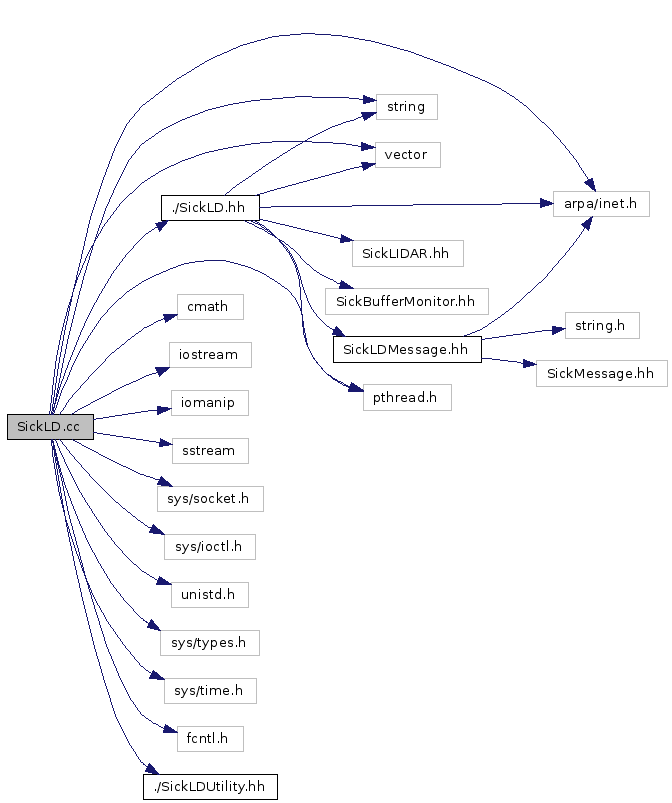 string
vector
arpa/inet.h
./SickLD.hh
SickLIDAR.hh
SickBufferMonitor.hh
cmath
string.h
SickLDMessage.hh
iostream
SickMessage.hh
pthread.h
iomanip
SickLD.cc
sstream
sys/socket.h
sys/ioctl.h
unistd.h
sys/types.h
sys/time.h
fcntl.h
./SickLDUtility.hh